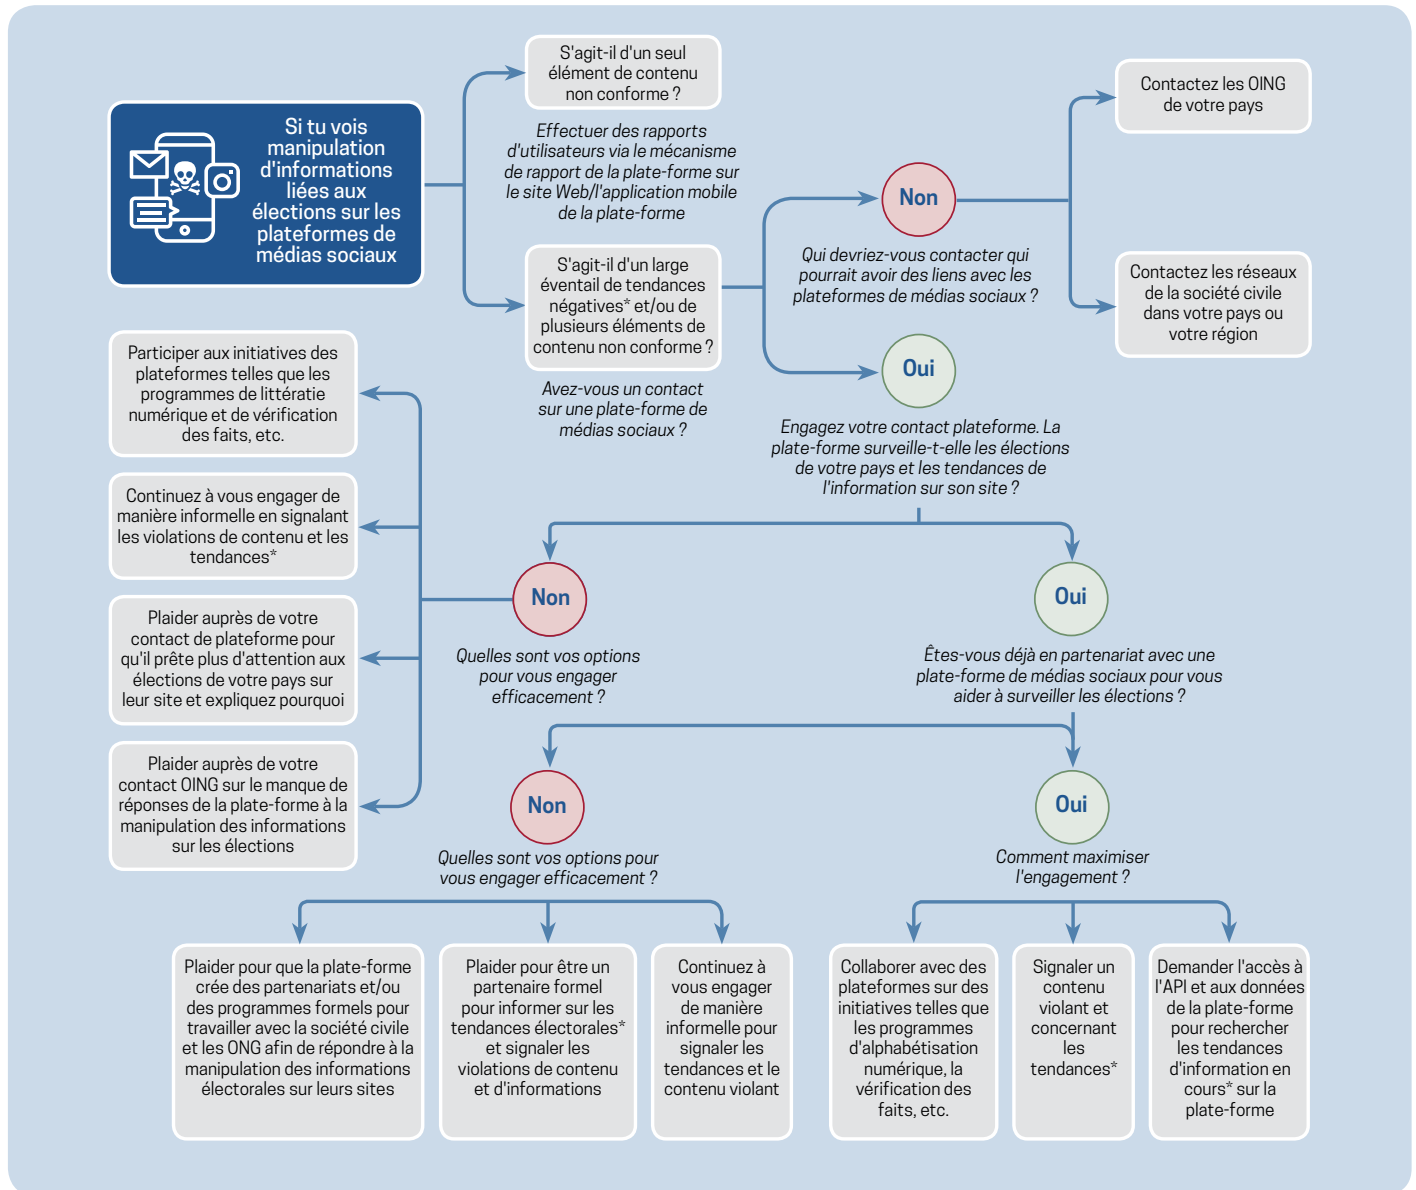 Si tu vois
manipulation
d'informations
liées aux
élections sur les
plateformes de
médias sociaux
S'agit-il d'un seul
élément de contenu
non conforme ?
Effectuer des rapports
d'utilisateurs via le mécanisme
de rapport de la plate-forme sur
le site Web/l'application mobile
de la plate-forme
S'agit-il d'un large
éventail de tendances
négatives* et/ou de
plusieurs éléments de
contenu non conforme ?
Avez-vous un contact
sur une plate-forme de
médias sociaux ?
Non
Qui devriez-vous contacter qui
pourrait avoir des liens avec les
plateformes de médias sociaux ?
Contactez les OING
de votre pays
Contactez les réseaux
de la société civile
dans votre pays ou
votre région
Oui
Engagez votre contact plateforme. La
plate-forme surveille-t-elle les élections
de votre pays et les tendances de
l'information sur son site ?
Non
Quelles sont vos options
pour vous engager
efficacement ?
Participer aux initiatives des
plateformes telles que les
programmes de littératie
numérique et de vérification
des faits, etc.
Continuez à vous engager de
manière informelle en signalant
les violations de contenu et les
tendances*
Plaider auprès de votre
contact de plateforme pour
qu'il prête plus d'attention aux
élections de votre pays sur
leur site et expliquez pourquoi
Plaider auprès de votre
contact OING sur le manque de
réponses de la plate-forme à la
manipulation des informations
sur les élections
Oui
Êtes-vous déjà en partenariat avec une
plate-forme de médias sociaux pour vous
aider à surveiller les élections ?
Non
Quelles sont vos options pour
vous engager efficacement ?
Plaider pour que la plate-forme
crée des partenariats et/ou
des programmes formels pour
travailler avec la société civile
et les ONG afin de répondre à la
manipulation des informations
électorales sur leurs sites
Plaider pour être un
partenaire formel
pour informer sur les
tendances électorales*
et signaler les
violations de contenu
et d'informations
Continuez à
vous engager
de manière
informelle pour
signaler les
tendances et le
contenu violant
Oui
Comment maximiser
l'engagement ?
Collaborer avec des
plateformes sur des
initiatives telles que
les programmes
d'alphabétisation
numérique, la
vérification des
faits, etc.
Signaler un
contenu
violant et
concernant
les
tendances*
Demander l'accès à
l'API et aux données
de la plate-forme
pour rechercher
les tendances
d'information en
cours* sur la
plate-forme